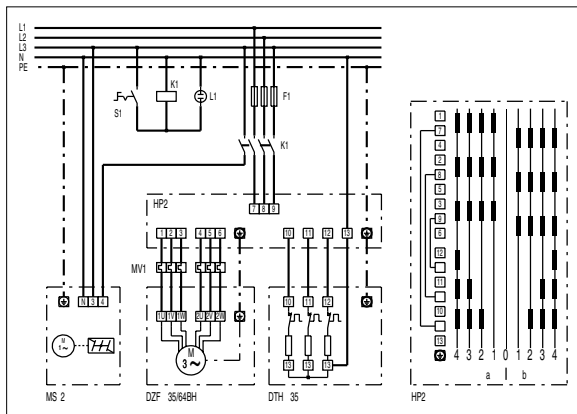 L1
L2
L3
N
PE
K1
L1
F1
S1
K1
HP2
7 8 9
1 2 3 4 5 6 10 11 12 13
MV1
N 3 4
1U 1V 1W 2U 2V 2W
10 11 12
M
1~
M
3~
13 13 13
MS 2
DZF 35/64BH
DTH 35
1
7
4
2
8
5
3
9
6
12
11
10
13
4 3 2 1 0 1 2 3 4
a b
HP2